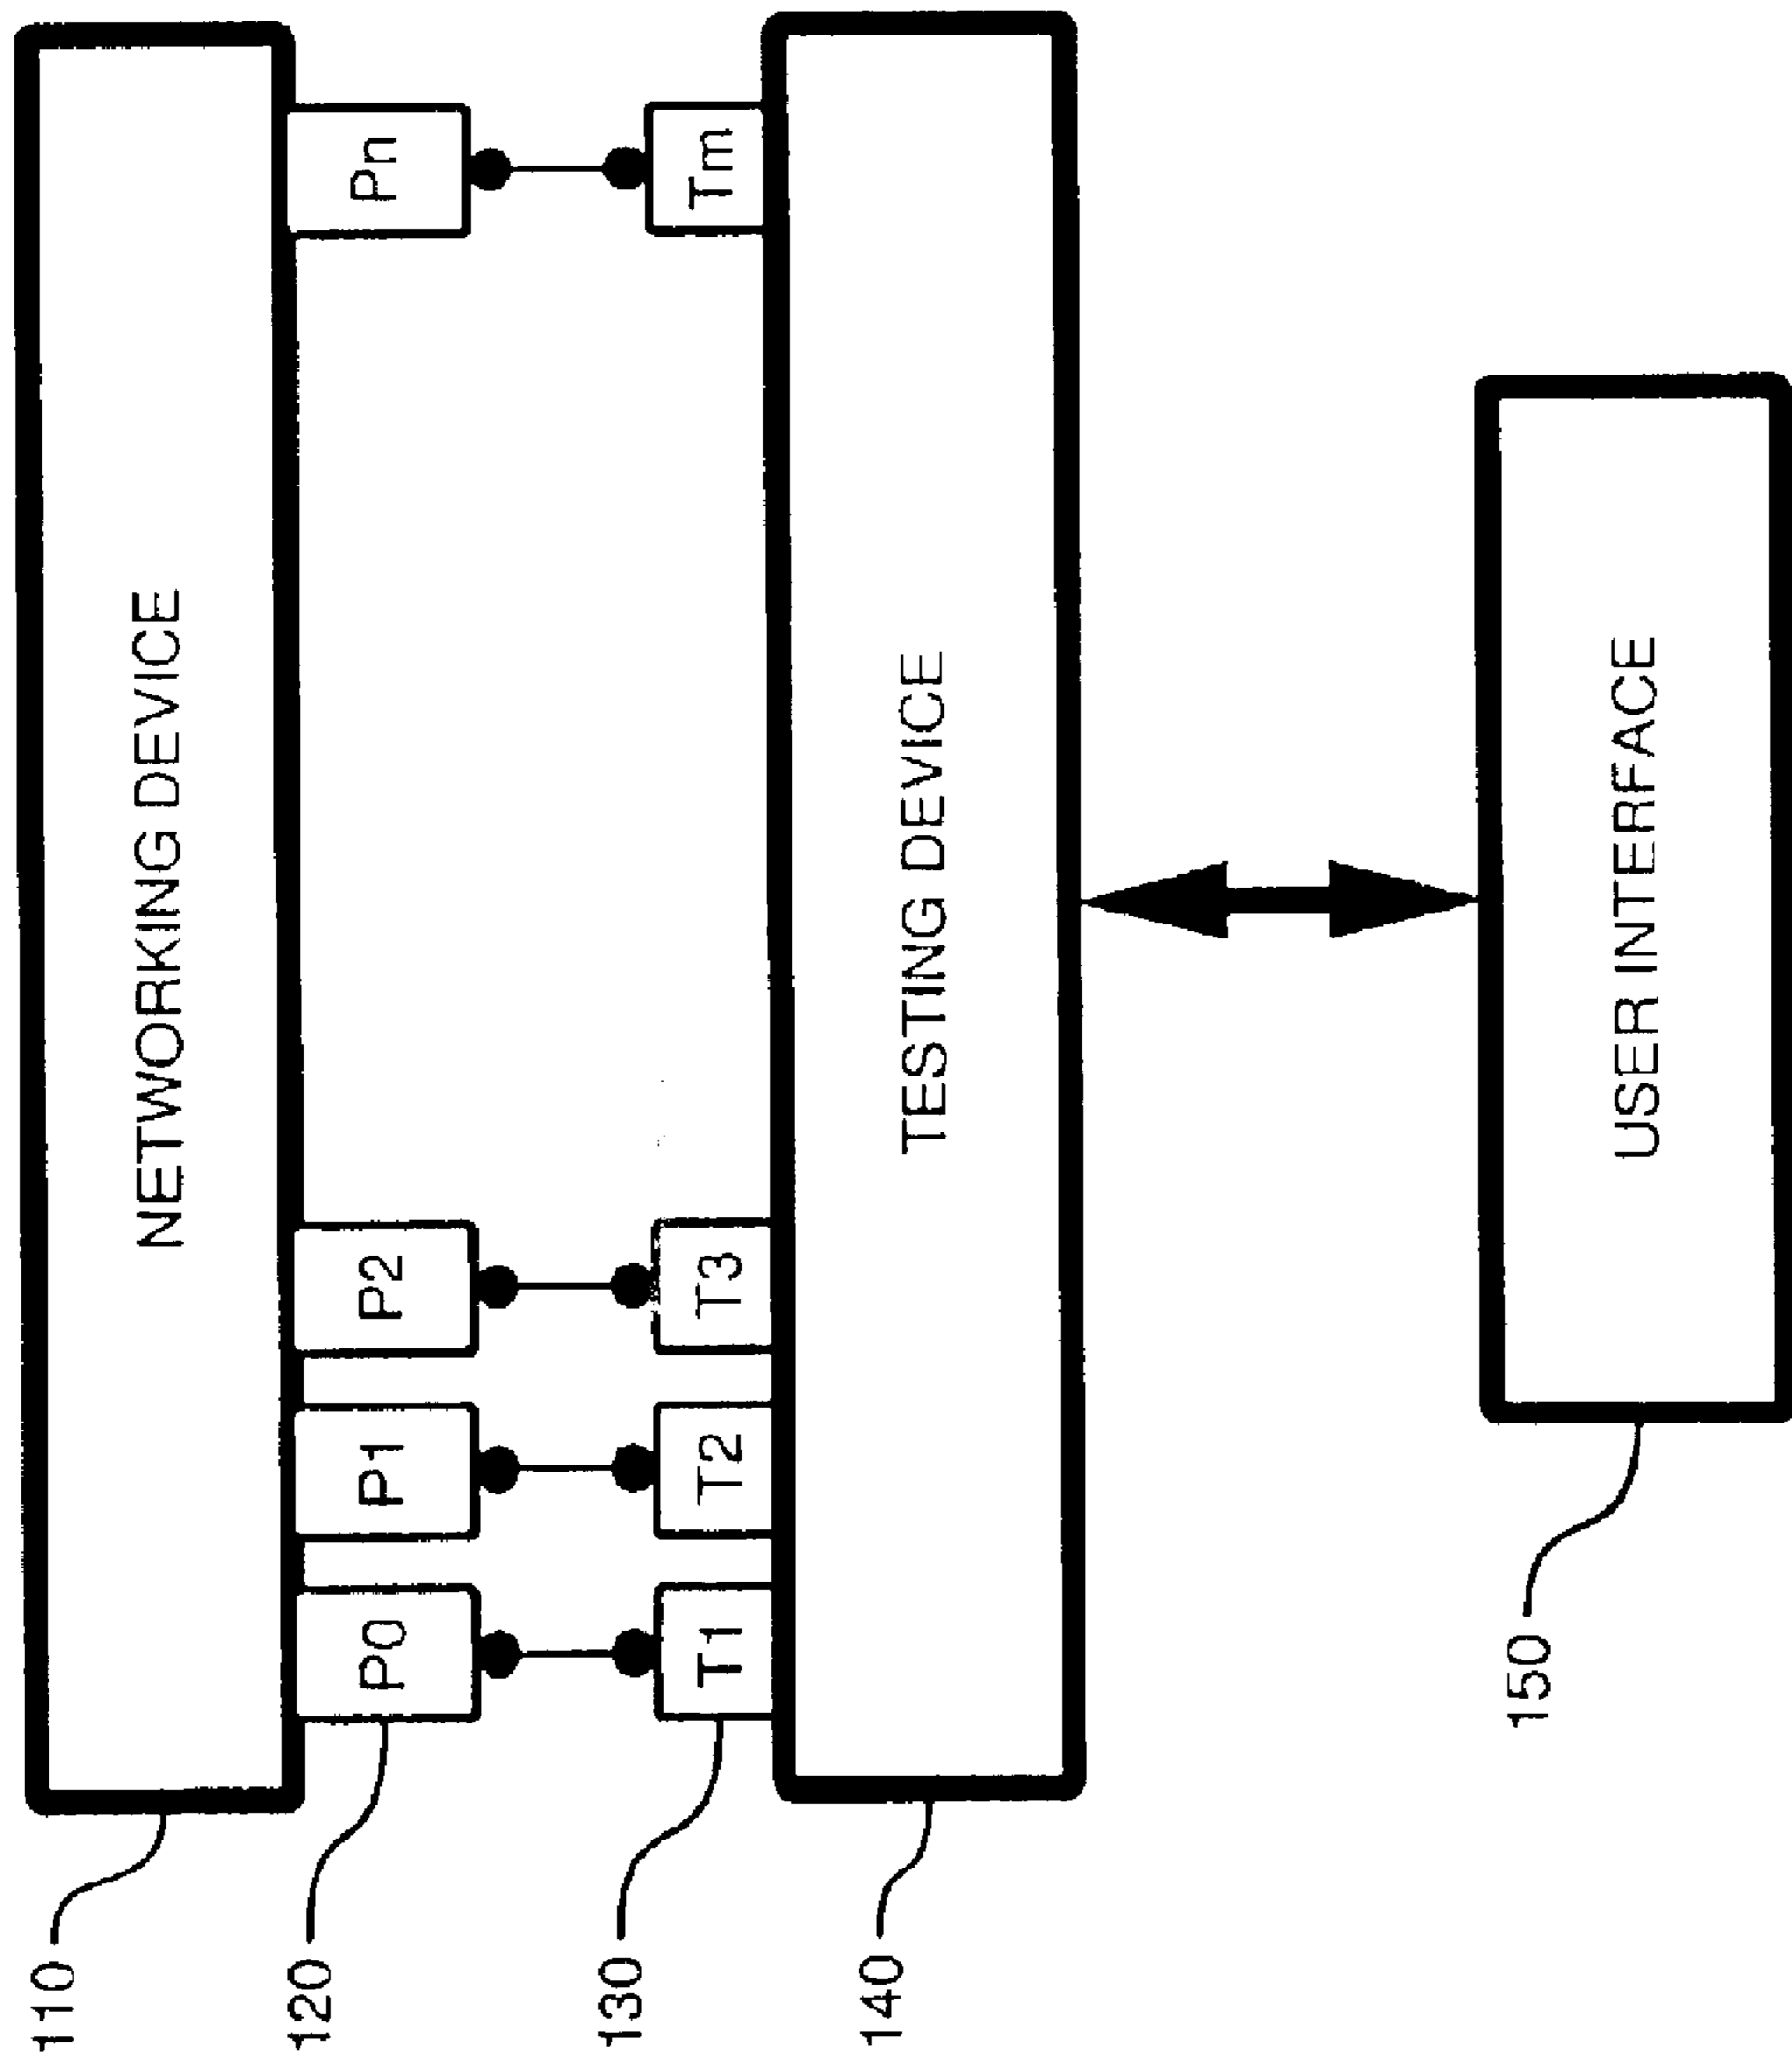 110
NETWORKING DEVICE
120
P0
P1
P2
Pn
130
T1
T2
T3
Tm
140
TESTING DEVICE
150
USER INTERFACE